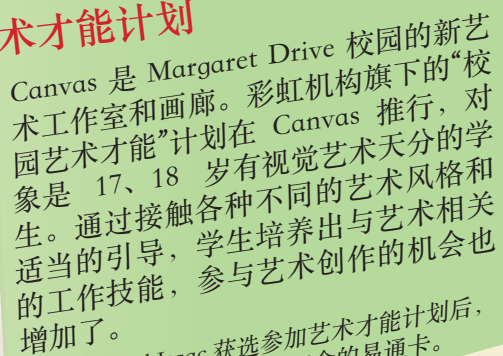 术才能计划
Canvas 是 Margaret Drive 校园的新艺
术工作室和画廊。彩虹机构旗下的“校
园艺术才能”计划在 Canvas 推行，对
象是 17、18 岁有视觉艺术天分的学
生。通过接触各种不同的艺术风格和
适当的引导，学生培养出与艺术相关
的工作技能，参与艺术创作的机会也
增加了。
获选参加艺术才能计划后，
的易通卡。